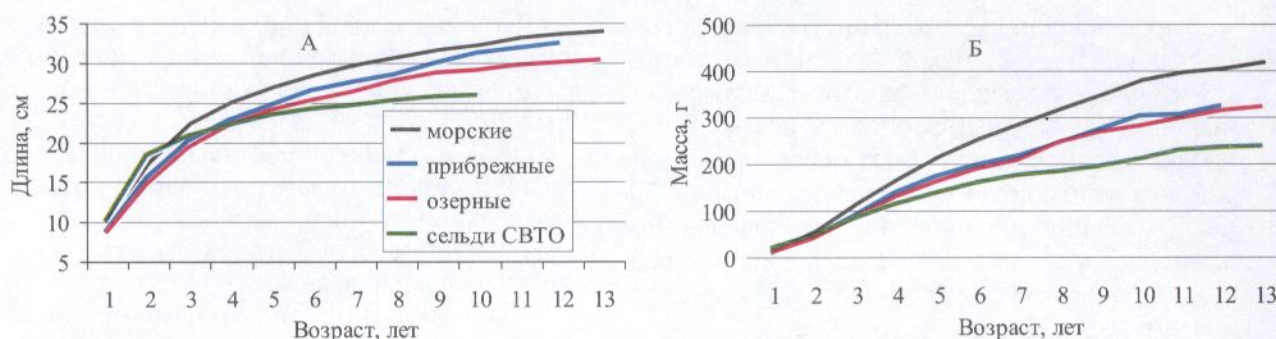 А
Длина, см
35
30
25
20
15
10
5
1 2 3 4 5 6 7 8 9 10 11 12 13
Возраст, лет
морские
прибрежные
озерные
сельди СВТО
Б
Масса, г
500
400
300
200
100
0
1 2 3 4 5 6 7 8 9 10 11 12 13
Возраст, лет